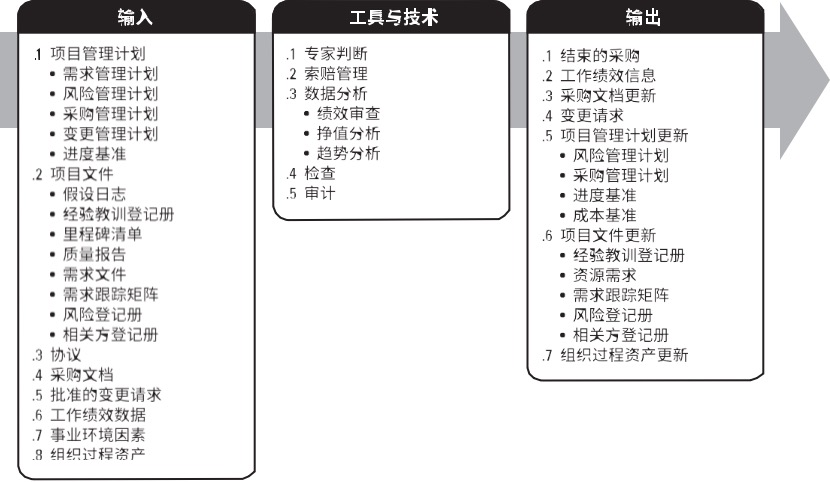 输入
.1 项目管理计划
• 需求管理计划
• 风险管理计划
• 采购管理计划
• 变更管理计划
• 进度基准
.2 项目文件
• 假设日志
• 经验教训登记册
• 里程碑清单
• 质量报告
• 需求文件
• 需求跟踪矩阵
• 风险登记册
• 相关方登记册
.3 协议
.4 采购文档
.5 批准的变更请求
.6 工作绩效数据
.7 事业环境因素
.8 组织过程资产
工具与技术
.1 专家判断
.2 索赔管理
.3 数据分析
• 绩效审查
• 挣值分析
• 趋势分析
.4 检查
.5 审计
输出
.1 结束的采购
.2 工作绩效信息
.3 采购文档更新
.4 变更请求
.5 项目管理计划更新
• 风险管理计划
• 采购管理计划
• 进度基准
• 成本基准
.6 项目文件更新
• 经验教训登记册
• 资源需求
• 需求跟踪矩阵
• 风险登记册
• 相关方登记册
.7 组织过程资产更新